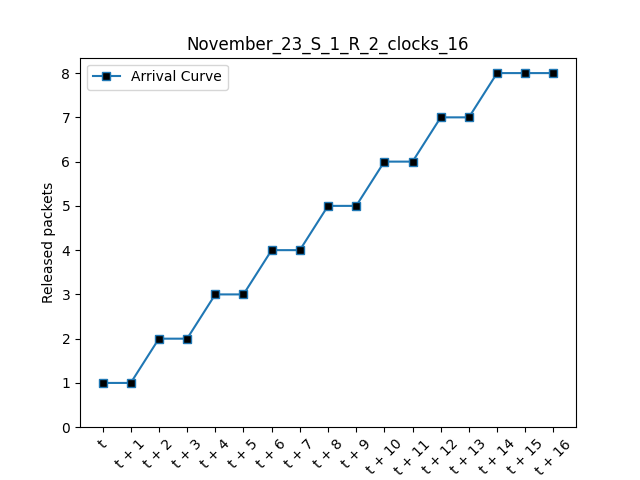 November_23_S_1_R_2_clocks_16
Arrival Curve
Released packets
8
7
6
5
4
3
2
1
0
t
t + 1
t + 2
t + 3
t + 4
t + 5
t + 6
t + 7
t + 8
t + 9
t + 10
t + 11
t + 12
t + 13
t + 14
t + 15
t + 16